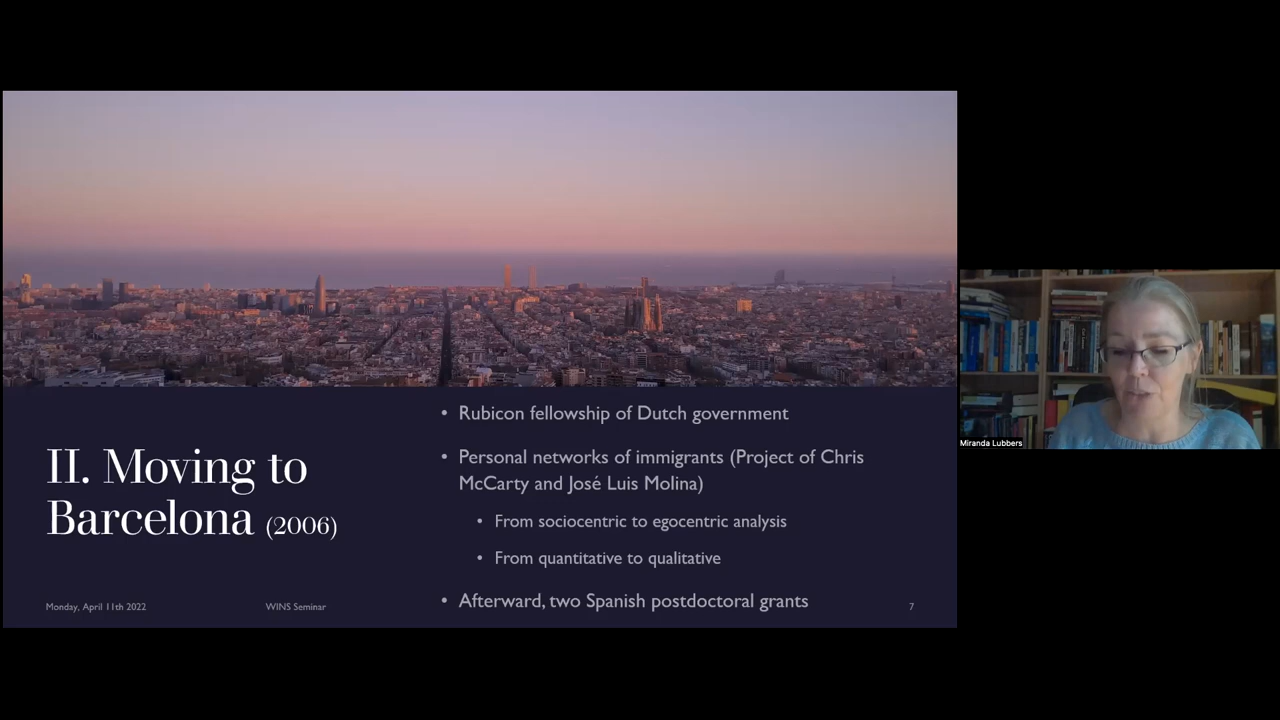 II. Moving to
Barcelona (2006)
• Rubicon fellowship of Dutch government
• Personal networks of immigrants (Project of Chris
McCarty and José Luis Molina)
• From sociocentric to egocentric analysis
• From quantitative to qualitative
• Afterward, two Spanish postdoctoral grants
Monday, April 11th 2022
WINS Seminar
7
Miranda Lubbers